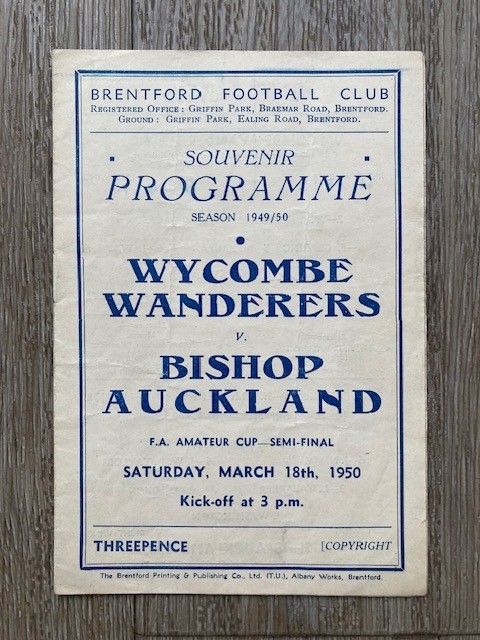 BRENTFORD FOOTBALL CLUB
REGISTERED OFFICE: GRIFFIN PARK, BRAEMAR ROAD, BRENTFORD.
GROUND: GRIFFIN PARK, EALING ROAD, BRENTFORD.
SOUVENIR
PROGRAMME
SEASON 1949/50
WYCOMBE
WANDERERS
v.
BISHOP
AUCKLAND
F.A. AMATEUR CUP—SEMI-FINAL
SATURDAY, MARCH 18th, 1950
Kick-off at 3 p.m.
THREEPENCE [COPYRIGHT
The Brentford Printing & Publishing Co., Ltd. (T.U.), Albany Works, Brentford.